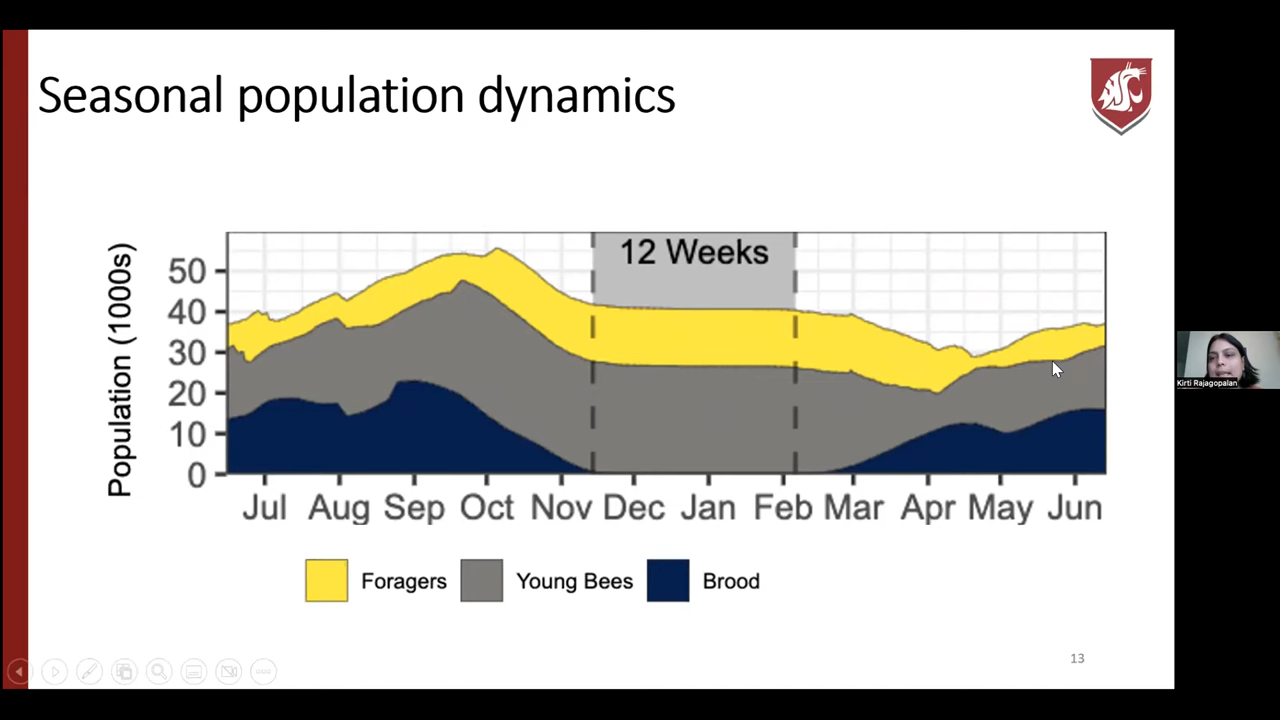 Seasonal population dynamics
12 Weeks
Population (1000s)
50
40
30
20
10
0
Jul Aug Sep Oct Nov Dec Jan Feb Mar Apr May Jun
Foragers Young Bees Brood
13
Kirti Rajagopalan